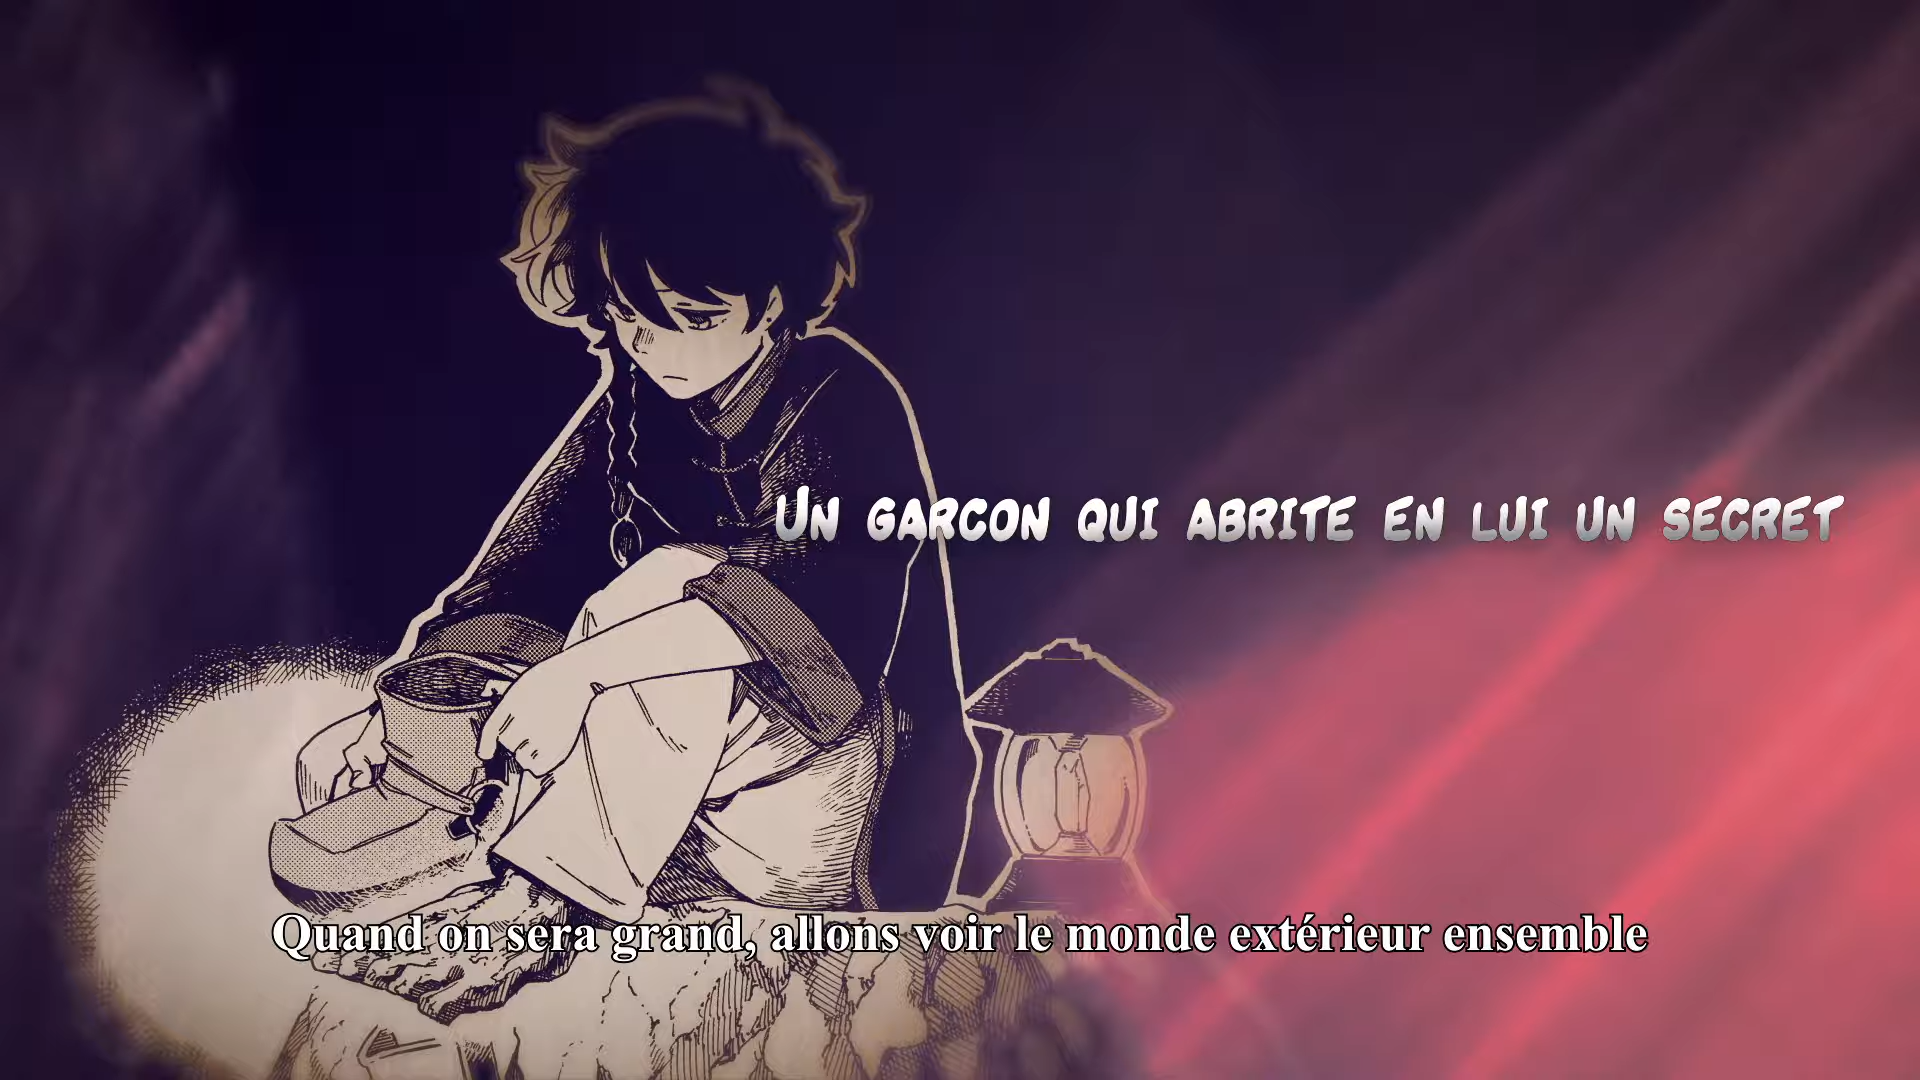 Un garcon qui abrite en lui un secret
Quand on sera grand, allons voir le monde extérieur ensemble